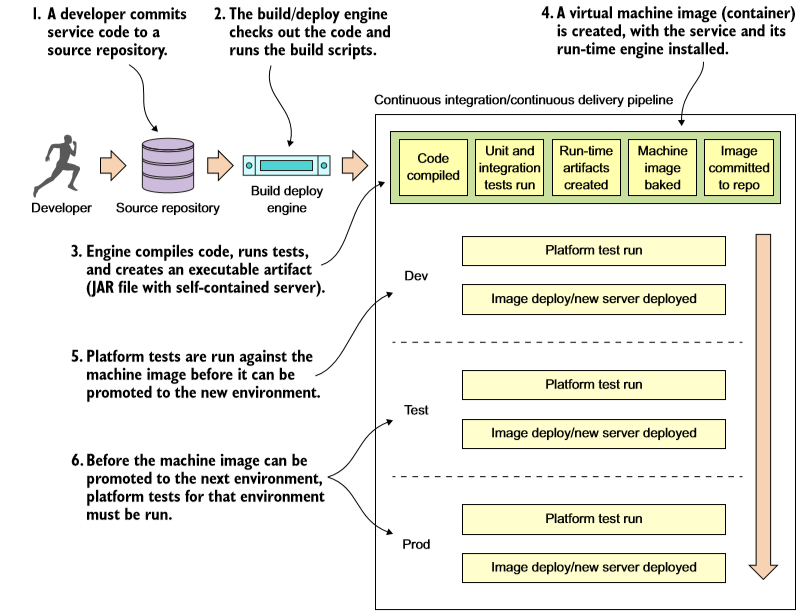 1. A developer commits
service code to a
source repository.
2. The build/deploy engine
checks out the code and
runs the build scripts.
4. A virtual machine image (container)
is created, with the service and its
run-time engine installed.
Continuous integration/continuous delivery pipeline
Code
compiled
Unit and
integration
tests run
Run-time
artifacts
created
Machine
image
baked
Image
committed
to repo
Developer
Source repository
Build deploy
engine
3. Engine compiles code, runs tests,
and creates an executable artifact
(JAR file with self-contained server).
Dev
Platform test run
Image deploy/new server deployed
5. Platform tests are run against the
machine image before it can be
promoted to the new environment.
Test
Platform test run
Image deploy/new server deployed
6. Before the machine image can be
promoted to the next environment,
platform tests for that environment
must be run.
Prod
Platform test run
Image deploy/new server deployed